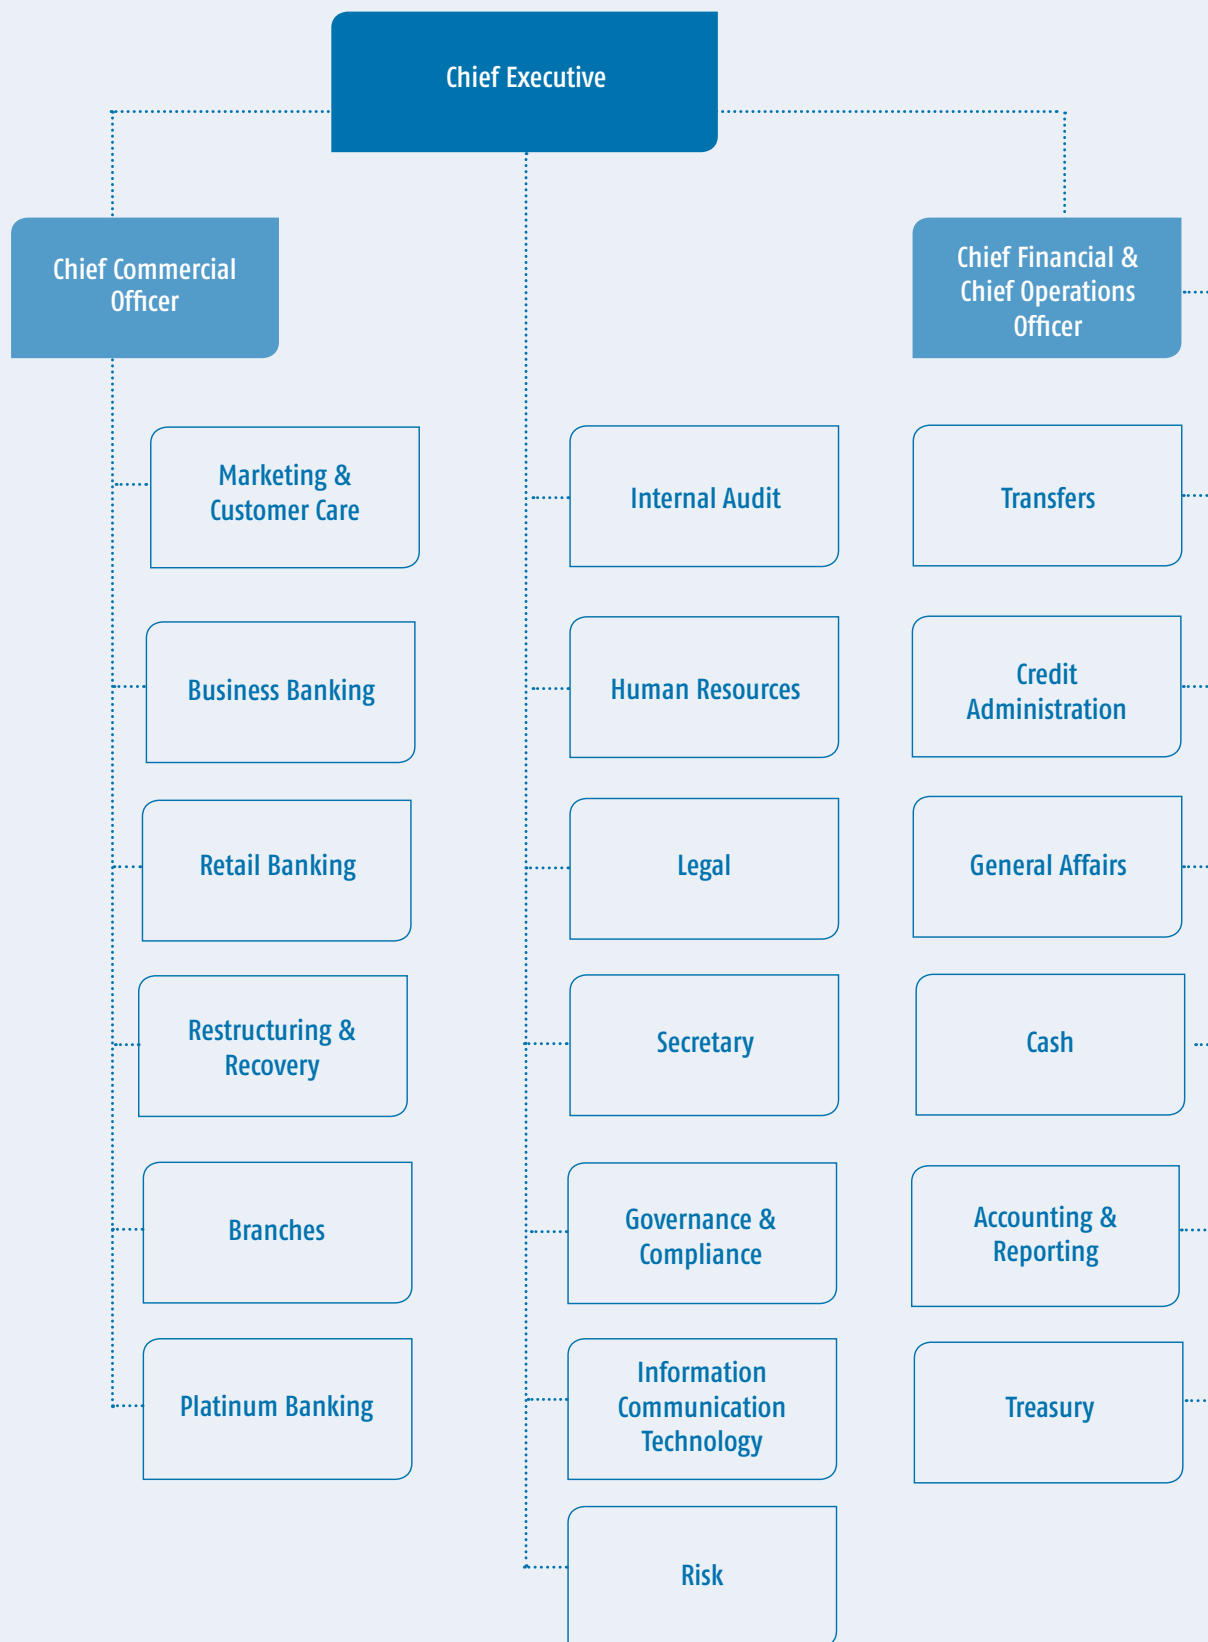 Chief Executive
Chief Commercial
Officer
Chief Financial &
Chief Operations
Officer
Marketing &
Customer Care
Internal Audit
Transfers
Business Banking
Human Resources
Credit
Administration
Retail Banking
Legal
General Affairs
Restructuring &
Recovery
Secretary
Cash
Branches
Governance &
Compliance
Accounting &
Reporting
Platinum Banking
Information
Communication
Technology
Treasury
Risk